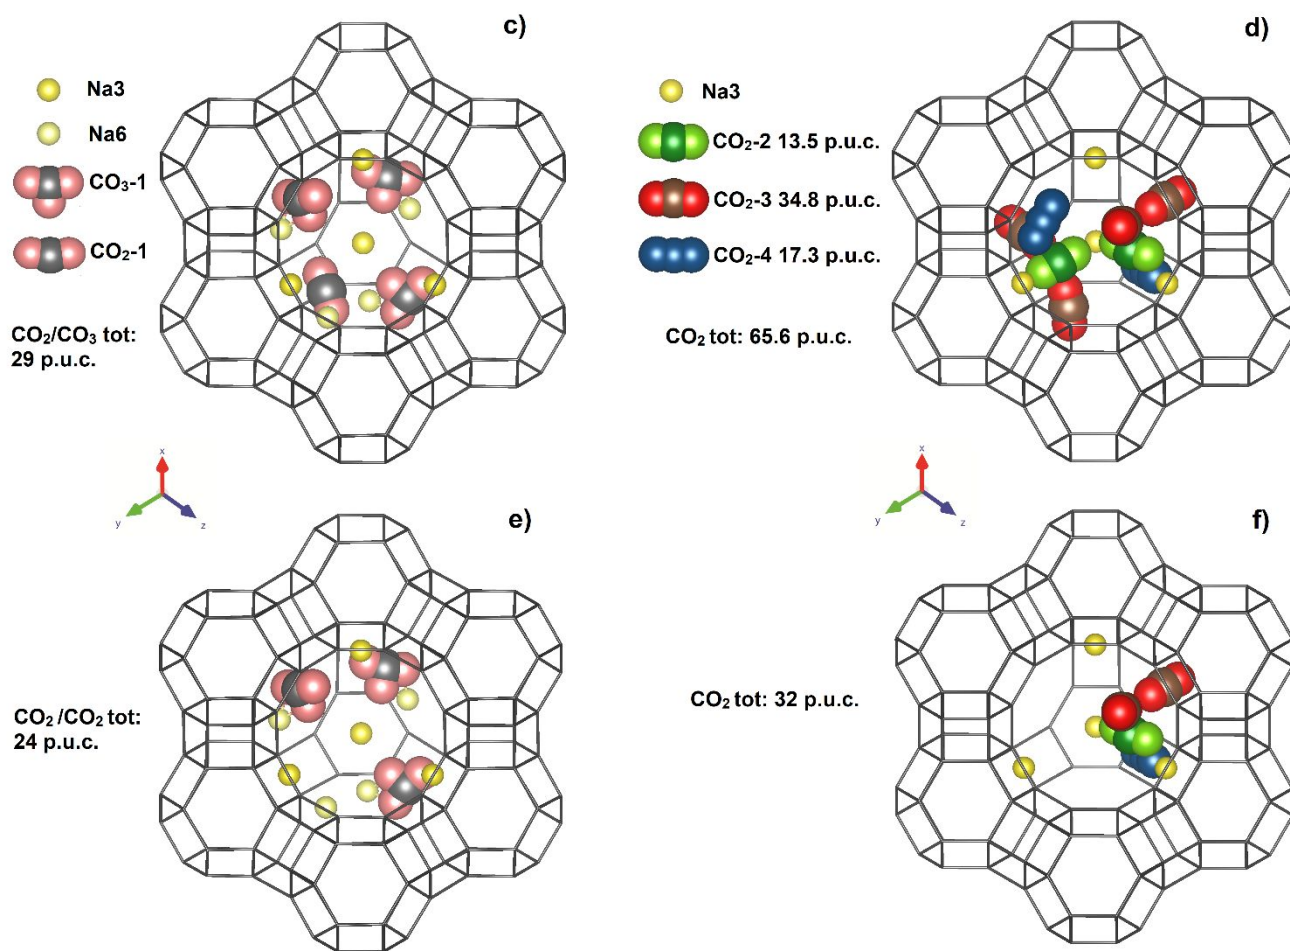 c)
Na3
Na6
CO₃-1
CO₂-1
CO₂/CO₃ tot:
29 p.u.c.
d)
Na3
CO₂-2 13.5 p.u.c.
CO₂-3 34.8 p.u.c.
CO₂-4 17.3 p.u.c.
CO₂ tot: 65.6 p.u.c.
x
y
z
x
y
z
e)
CO₂ /CO₂ tot:
24 p.u.c.
f)
CO₂ tot: 32 p.u.c.